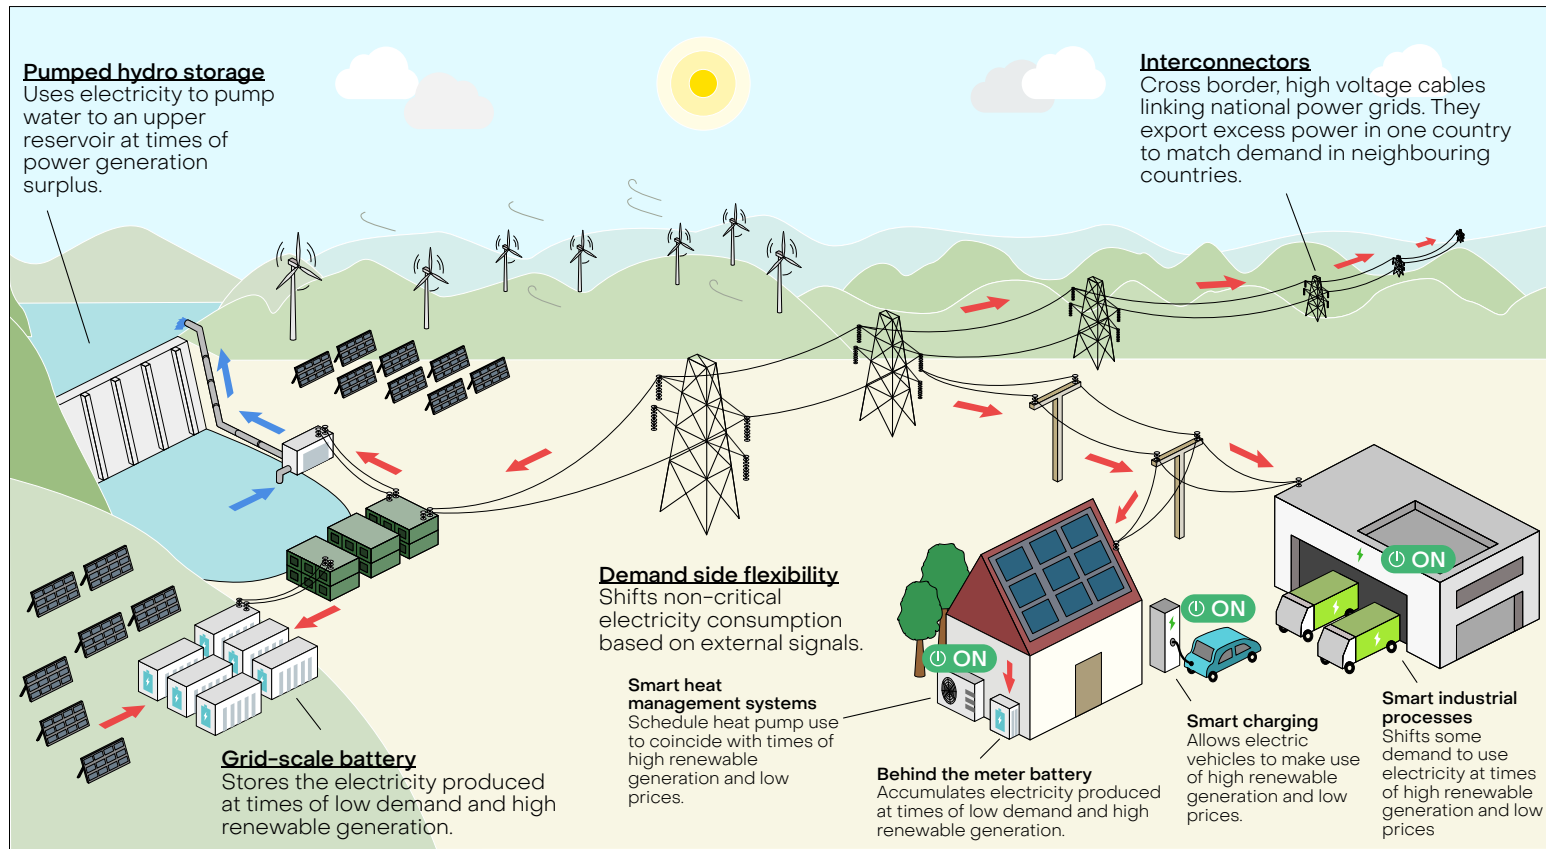 Pumped hydro storage
Uses electricity to pump
water to an upper
reservoir at times of
power generation
surplus.
Interconnectors
Cross border, high voltage cables
linking national power grids. They
export excess power in one country
to match demand in neighbouring
countries.
Demand side flexibility
Shifts non-critical
electricity consumption
based on external signals.
ON
ON
ON
Smart heat
management systems
Schedule heat pump use
to coincide with times of
high renewable
generation and low
prices.
Grid-scale battery
Stores the electricity produced
at times of low demand and high
renewable generation.
Behind the meter battery
Accumulates electricity produced
at times of low demand and high
renewable generation.
Smart charging
Allows electric
vehicles to make use
of high renewable
generation and low
prices.
Smart industrial
processes
Shifts some
demand to use
electricity at times
of high renewable
generation and low
prices